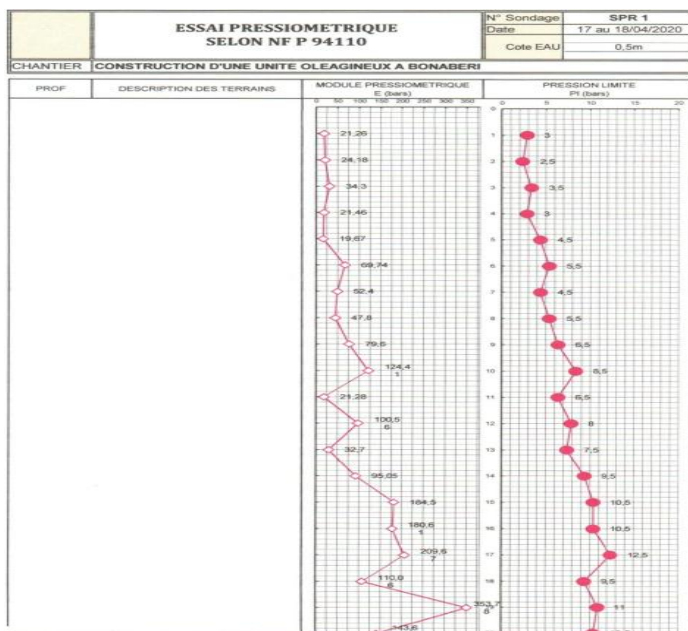 ESSAI PRESSIOMETRIQUE
SELON NF P 94110
N° Sondage SPR 1
Date 17 au 18/04/2020
Cote EAU 0,5m
CHANTIER CONSTRUCTION D'UNE UNITE OLEAGINEUX A BONABERI
PROF DESCRIPTION DES TERRAINS MODULE PRESSIOMETRIQUE PRESSION LIMITE
E (bars) Pl (bars)
0 50 100 150 200 250 300 350 0 5 10 15 20
0
21,26 1 3
24,18 2 2,5
34,3 3 3,5
21,46 4 3
19,67 5 4,5
69,74 6 5,5
52,4 7 4,5
47,8 8 5,5
79,5 9 6,5
124,4 10 8,5
1
21,28 11 6,5
100,5 12 8
6
32,7 13 7,5
95,05 14 9,5
184,5 15 10,5
180,6 16 10,5
1
209,6 17 12,5
7
110,0 18 9,5
6
353,7 11
8
143,6